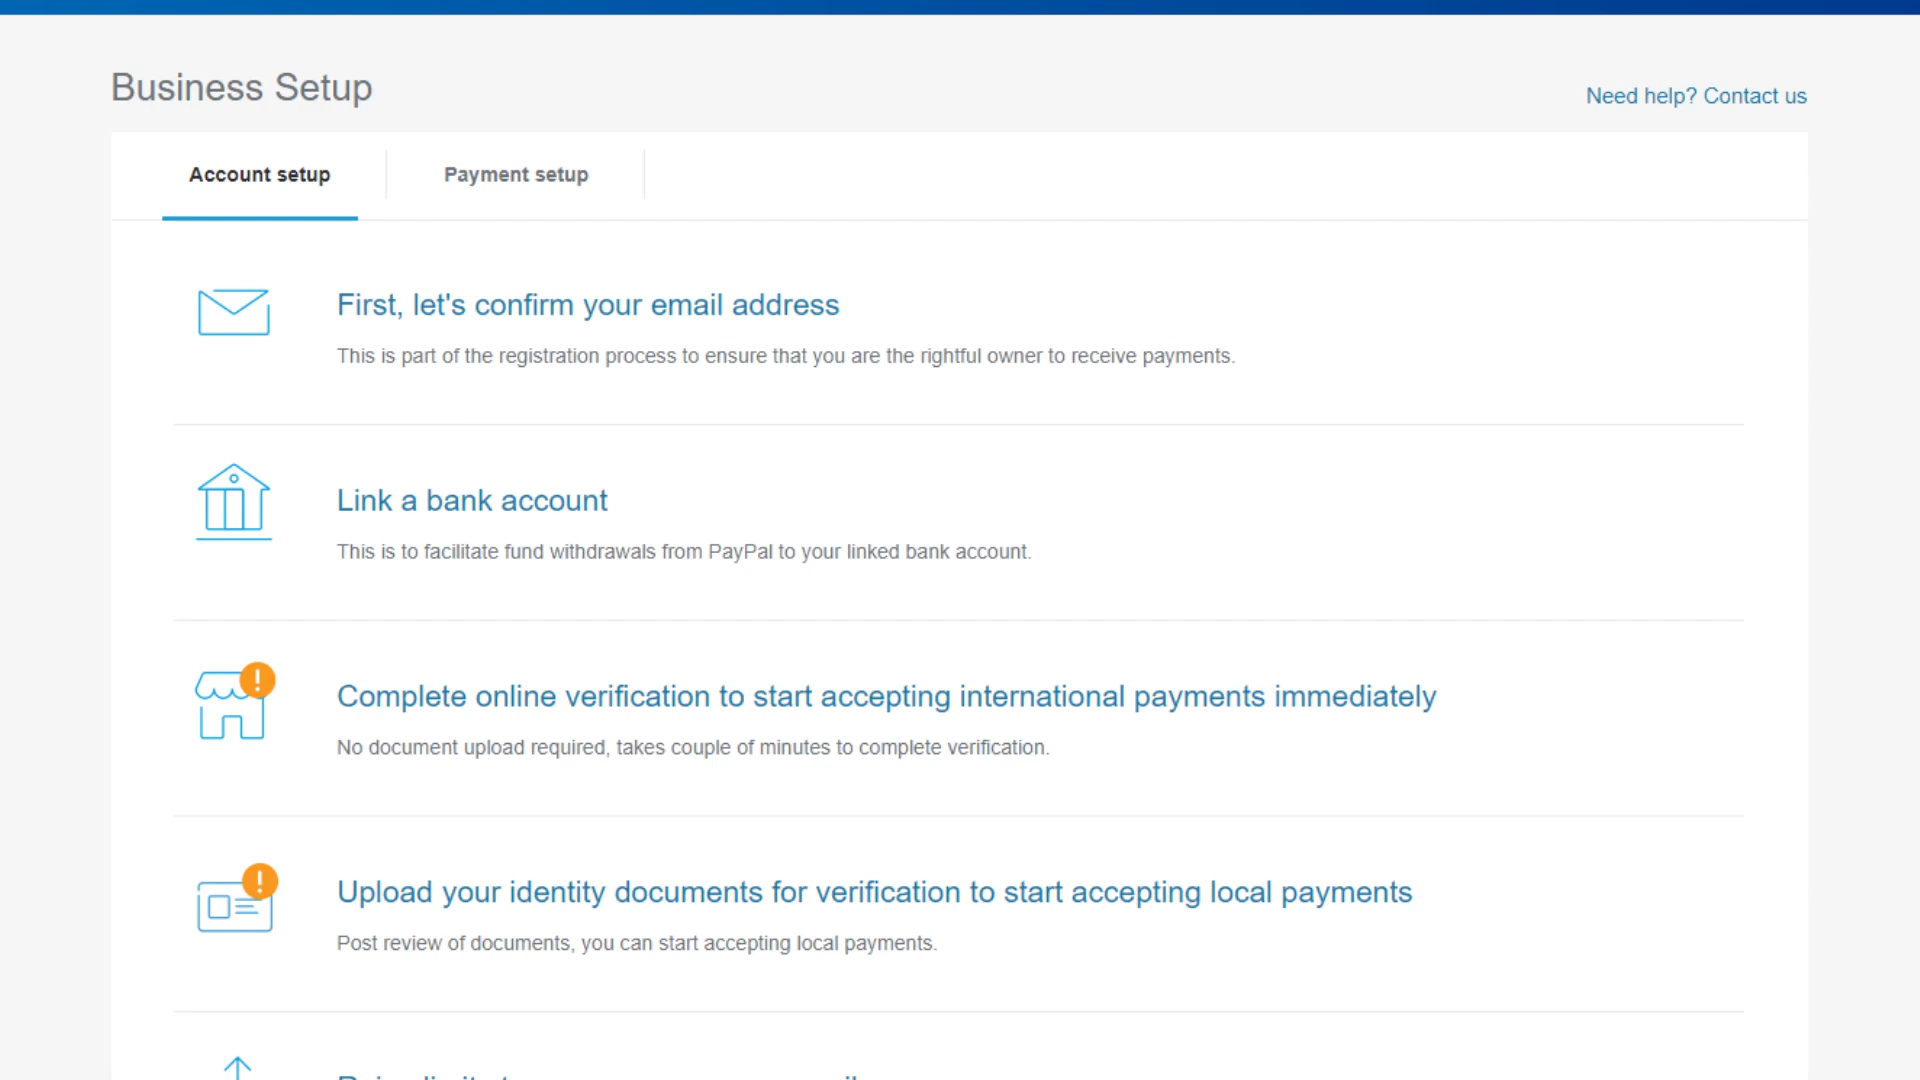 Business Setup
Need help? Contact us
Account setup
Payment setup
First, let's confirm your email address
This is part of the registration process to ensure that you are the rightful owner to receive payments.
Link a bank account
This is to facilitate fund withdrawals from PayPal to your linked bank account.
Complete online verification to start accepting international payments immediately
No document upload required, takes couple of minutes to complete verification.
Upload your identity documents for verification to start accepting local payments
Post review of documents, you can start accepting local payments.